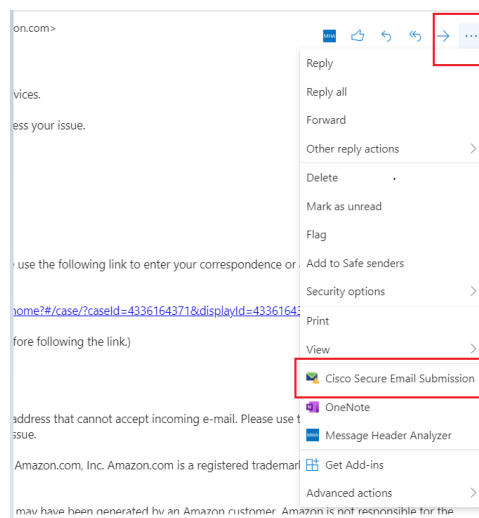 on.com>
MHA
...
Reply
vices.
Reply all
ess your issue.
Forward
Other reply actions
Delete
Mark as unread
Flag
use the following link to enter your correspondence or
Add to Safe senders
Security options
nome?#/case/?caseId=4336164371&displayId=43361643
Print
fore following the link.)
View
Cisco Secure Email Submission
OneNote
address that cannot accept incoming e-mail. Please use t
ssue.
MHA
Message Header Analyzer
Amazon.com, Inc. Amazon.com is a registered trademar
Get Add-ins
Advanced actions
may have been generated by an Amazon customer. Amazon is not responsible for the